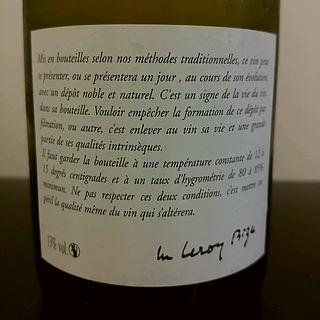 Mis en bouteilles selon nos méthodes traditionnelles, ce vin peut
se présenter, ou se présentera un jour, au cours de son évolution,
avec un dépôt noble et naturel. C'est un signe de la vie du vin
dans sa bouteille. Vouloir empêcher la formation de ce dépôt par
filtration, ou autre, c'est enlever au vin sa vie et une grande
partie de ses qualités intrinsèques.
Il faut garder la bouteille à une température constante de 12 à
15 degrés centigrades et à un taux d'hygrométrie de 80 à 85%
minimum. Ne pas respecter ces deux conditions, c'est mettre en
péril la qualité même du vin qui s'altérera.
13% vol.
Leroy Bize